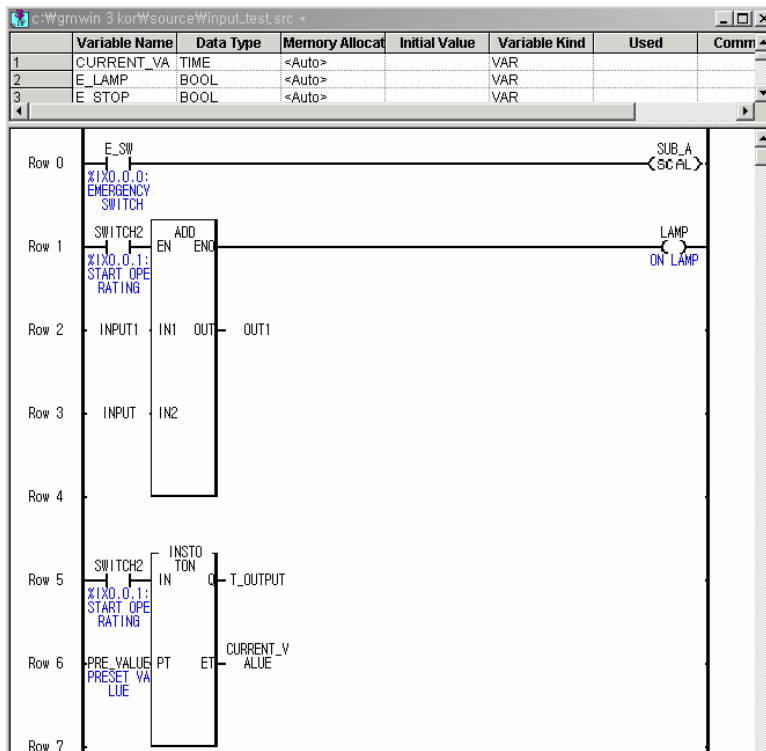 c:₩gmwin 3 kor₩source₩input_test,src *
Variable Name Data Type Memory Allocat Initial Value Variable Kind Used Comm
1 CURRENT_VA TIME <Auto> VAR
2 E_LAMP BOOL <Auto> VAR
3 E_STOP BOOL <Auto> VAR
E_SW SUB_A
Row 0 (SCAL)
%IX0.0.0:
EMERGENCY
SWITCH
SWITCH2 ADD LAMP
Row 1 EN ENO ( )
%IX0.0.1: ON LAMP
START OPE
RATING
Row 2 INPUT1 IN1 OUT OUT1
Row 3 INPUT IN2
Row 4
INSTO
SWITCH2 TON
Row 5 IN Q T_OUTPUT
%IX0.0.1:
START OPE
RATING
CURRENT_V
Row 6 PRE_VALUE PT ET ALUE
PRESET VA
LUE
Row 7